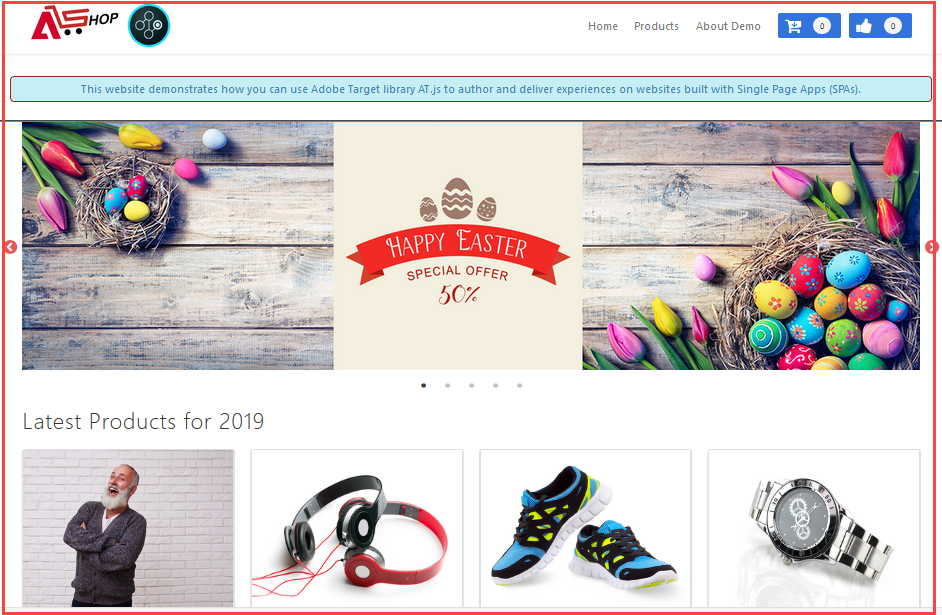 A SHOP
Home Products About Demo 0 0
This website demonstrates how you can use Adobe Target library AT.js to author and deliver experiences on websites built with Single Page Apps (SPAs).
HAPPY EASTER
SPECIAL OFFER
50%
Latest Products for 2019